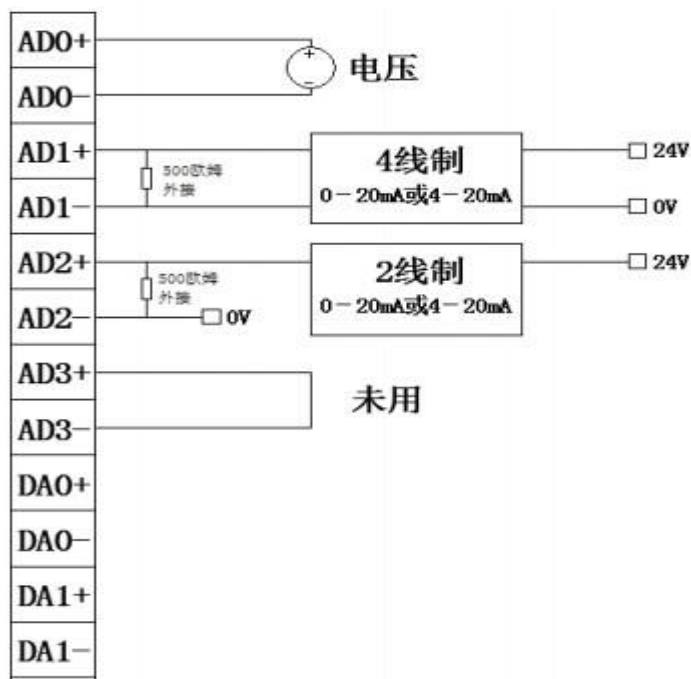 AD0+
电压
AD0-
AD1+
500欧姆
外接
4线制
0-20mA或4-20mA
24V
AD1-
0V
AD2+
500欧姆
外接
2线制
0-20mA或4-20mA
24V
AD2-
0V
AD3+
未用
AD3-
DA0+
DA0-
DA1+
DA1-